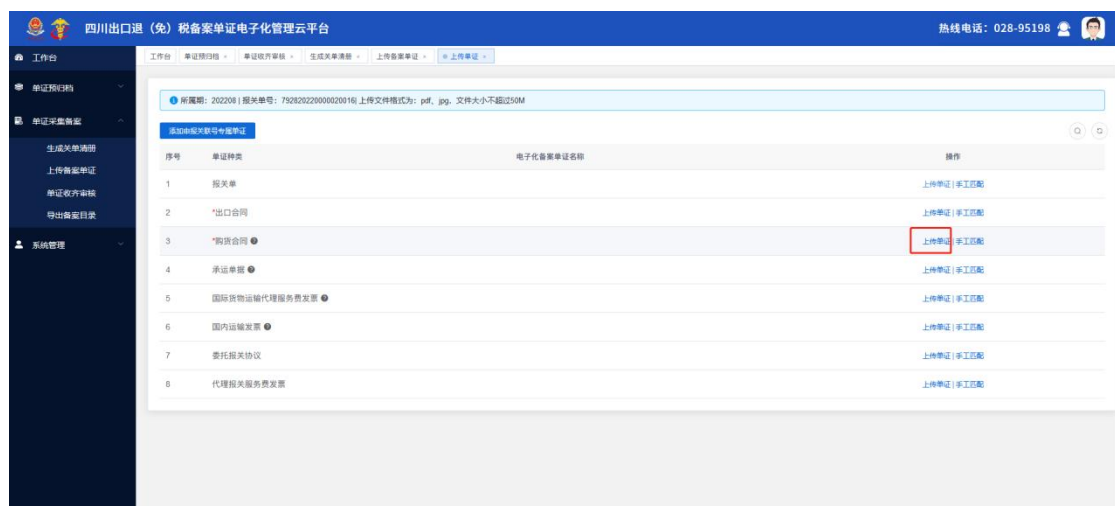 四川出口退（免）税备案单证电子化管理云平台
热线电话：028-95198
工作台
工作台 单证预归档 × 单证收齐审核 × 生成关单清册 × 上传备案单证 × 上传单证 ×
单证预归档
所属期：202208 | 报关单号：792820220000020016| 上传文件格式为：pdf、jpg，文件大小不超过50M
单证采集备案
添加申报关联号专属单证
生成关单清册
上传备案单证
单证收齐审核
导出备案目录
系统管理
序号 单证种类 电子化备案单证名称 操作
1 报关单 上传单证 | 手工匹配
2 *出口合同 上传单证 | 手工匹配
3 *购货合同 上传单证 | 手工匹配
4 承运单据 上传单证 | 手工匹配
5 国际货物运输代理服务费发票 上传单证 | 手工匹配
6 国内运输发票 上传单证 | 手工匹配
7 委托报关协议 上传单证 | 手工匹配
8 代理报关服务费发票 上传单证 | 手工匹配